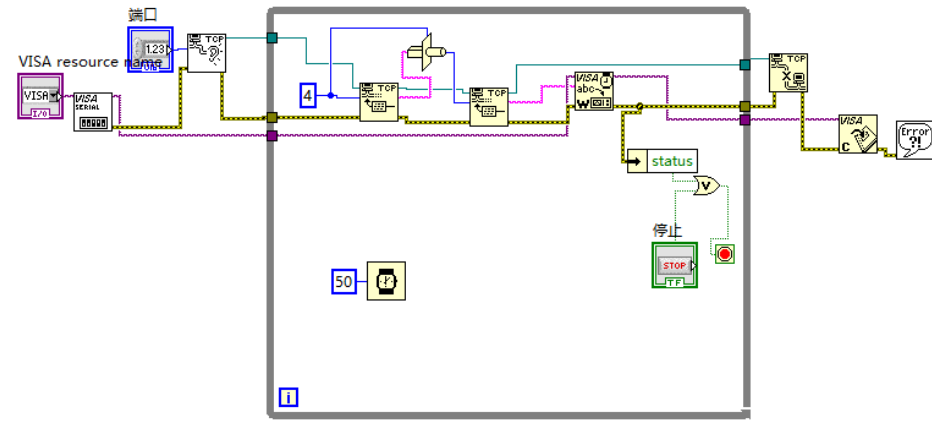 端口
TCP
1.23
VISA resource name
VISA
I/O
VISA
SERIAL
4
TCP
TCP
VISA
abc
W
TCP
VISA
C
Error
?!
status
V
停止
STOP
TF
50
i